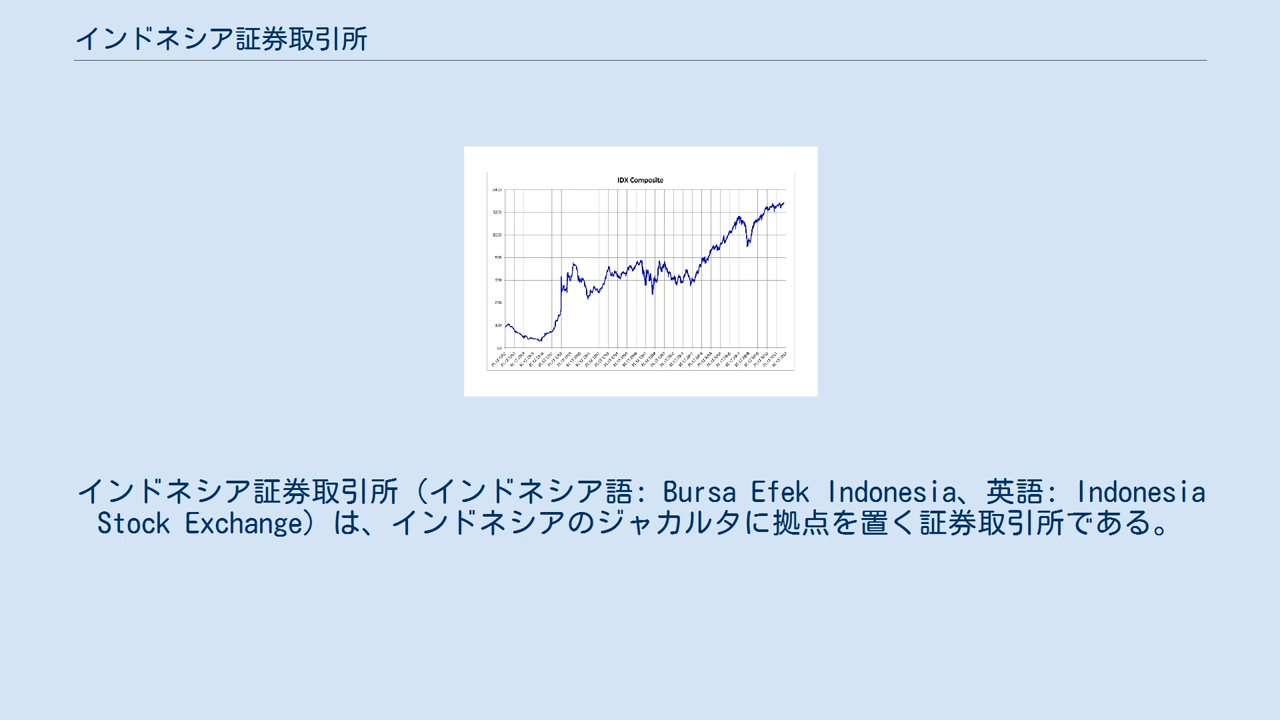 インドネシア証券取引所
IDX Composite
インドネシア証券取引所（インドネシア語: Bursa Efek Indonesia、英語: Indonesia
Stock Exchange）は、インドネシアのジャカルタに拠点を置く証券取引所である。